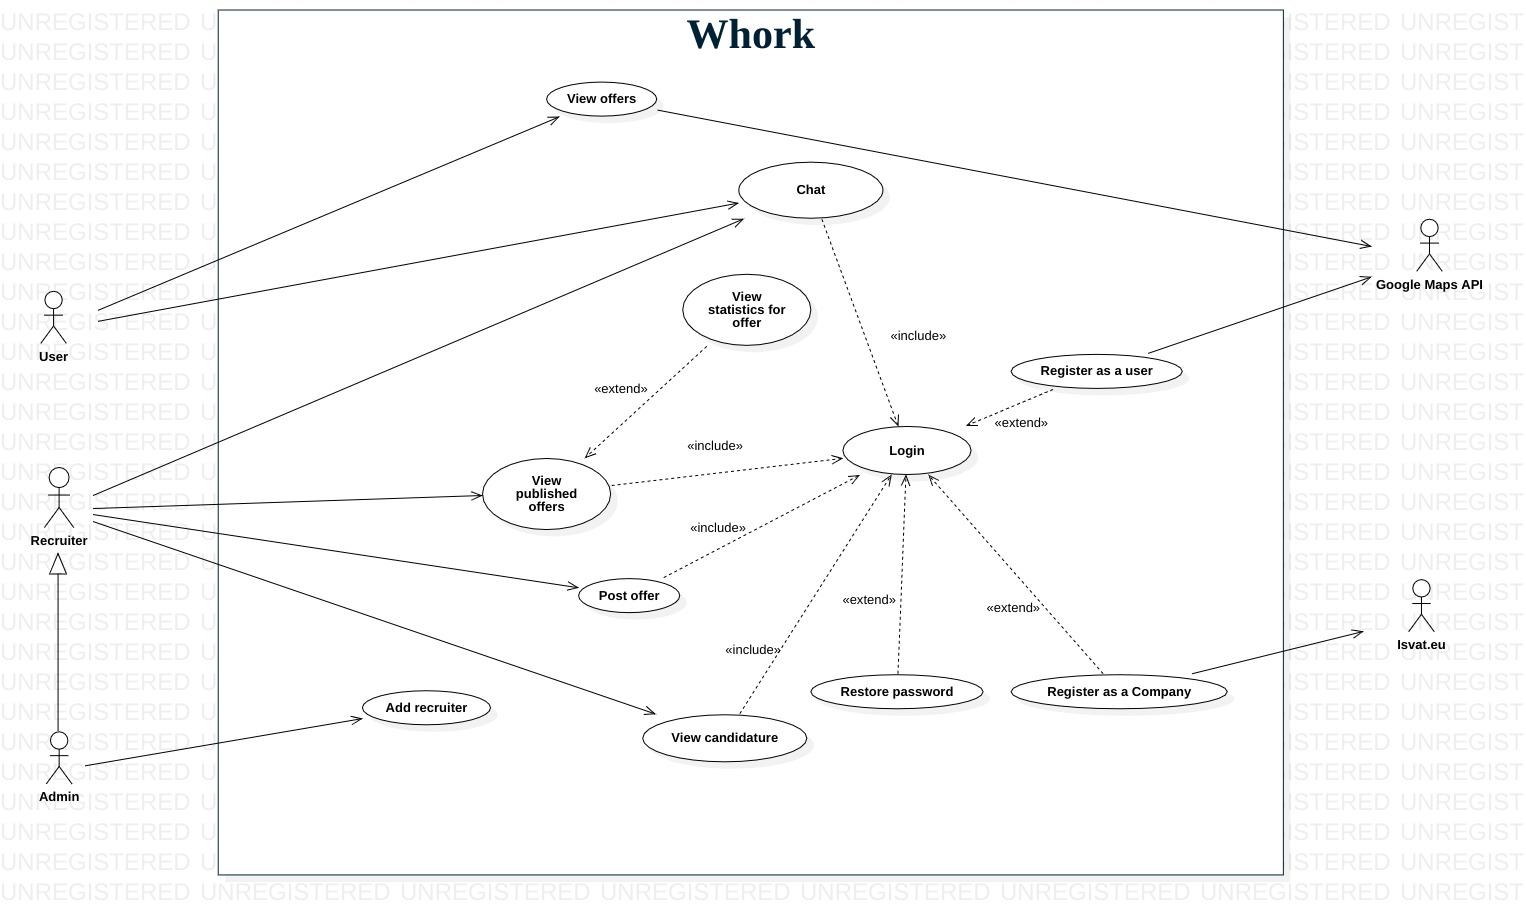 Whork
View offers
Chat
Google Maps API
View
statistics for
offer
«include»
User
Register as a user
«extend»
«extend»
«include»
Login
View
published
offers
«include»
Recruiter
Post offer
«extend»
«extend»
Isvat.eu
«include»
Restore password
Register as a Company
Add recruiter
View candidature
Admin
UNREGISTERED UNREGISTERED UNREGISTERED UNREGISTERED UNREGISTERED UNREGISTERED UNREGISTERED UNREGIST